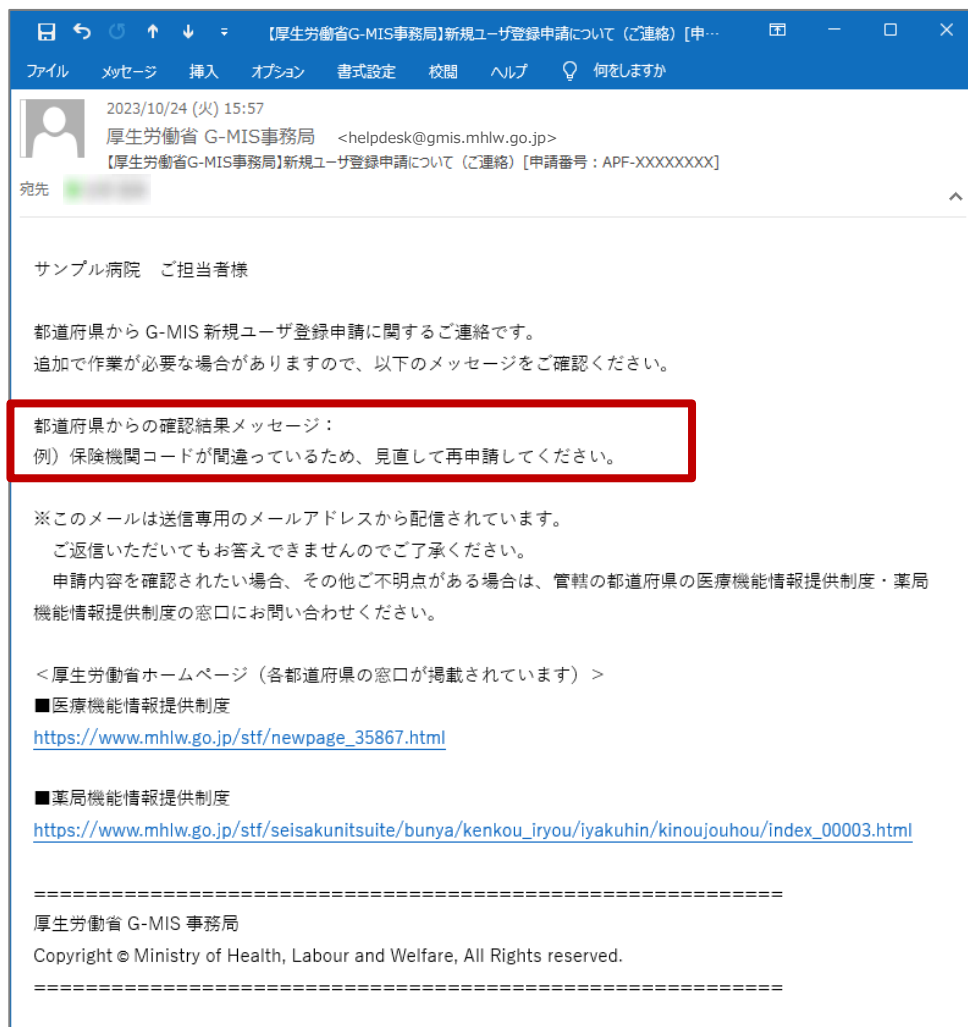 【厚生労働省G-MIS事務局】新規ユーザ登録申請について（ご連絡）[申…
ファイル メッセージ 挿入 オプション 書式設定 校閲 ヘルプ 何をしますか
2023/10/24 (火) 15:57
厚生労働省 G-MIS事務局 <helpdesk@gmis.mhlw.go.jp>
【厚生労働省G-MIS事務局】新規ユーザ登録申請について（ご連絡）[申請番号：APF-XXXXXXXX]
宛先
サンプル病院　ご担当者様
都道府県から G-MIS 新規ユーザ登録申請に関するご連絡です。
追加で作業が必要な場合がありますので、以下のメッセージをご確認ください。
都道府県からの確認結果メッセージ：
例）保険機関コードが間違っているため、見直して再申請してください。
※このメールは送信専用のメールアドレスから配信されています。
ご返信いただいてもお答えできませんのでご了承ください。
申請内容を確認されたい場合、その他ご不明点がある場合は、管轄の都道府県の医療機能情報提供制度・薬局
機能情報提供制度の窓口にお問い合わせください。
＜厚生労働省ホームページ（各都道府県の窓口が掲載されています）＞
■医療機能情報提供制度
https://www.mhlw.go.jp/stf/newpage_35867.html
■薬局機能情報提供制度
https://www.mhlw.go.jp/stf/seisakunitsuite/bunya/kenkou_iryou/iyakuhin/kinoujouhou/index_00003.html
==========================================================
厚生労働省 G-MIS 事務局
Copyright © Ministry of Health, Labour and Welfare, All Rights reserved.
==========================================================